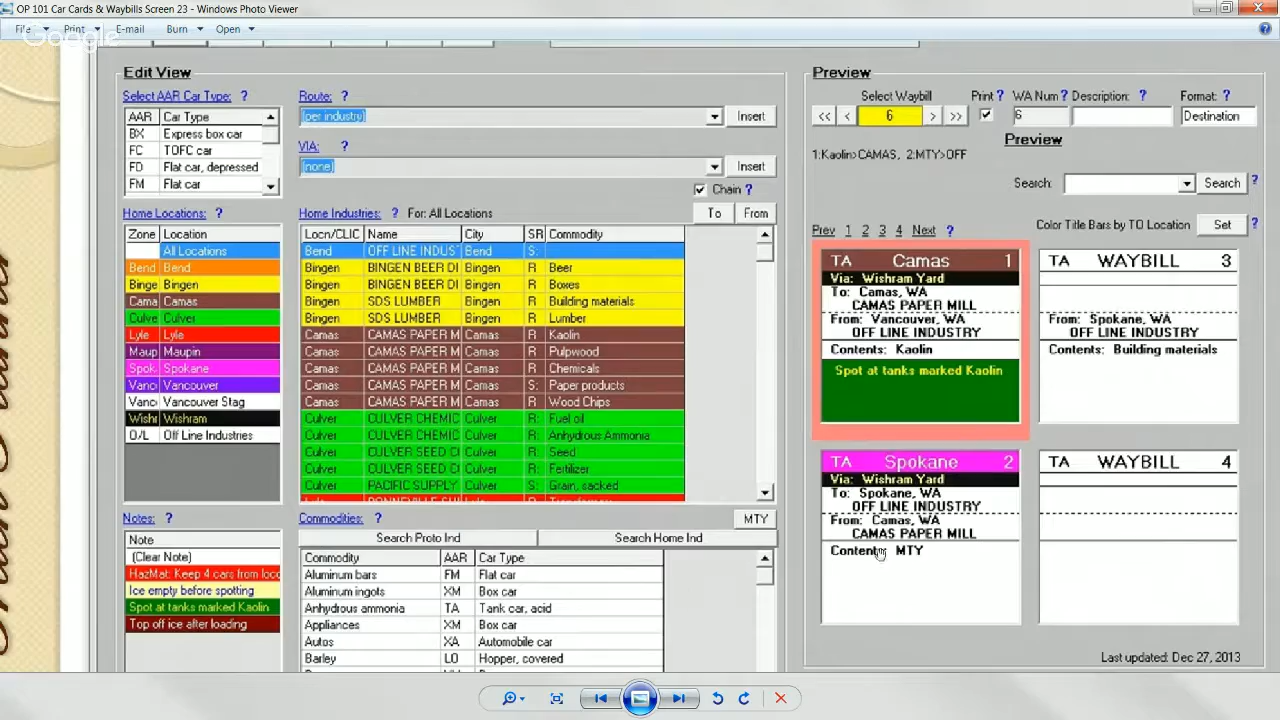 OP 101 Car Cards & Waybills Screen 23 - Windows Photo Viewer
File Print E-mail Burn Open
Google
Edit View
Select AAR Car Type: ?
AAR Car Type
BX Express box car
FC TOFC car
FD Flat car, depressed
FM Flat car
Route: ?
(per industry) Insert
VIA: ?
(none) Insert
Chain ?
Home Locations: ?
Zone Location
All Locations
Bend Bend
Binge Bingen
Cama Camas
Culve Culver
Lyle Lyle
Maup Maupin
Spok Spokane
Vanc Vancouver
Vanc Vancouver Stag
Wishr Wishram
O/L Off Line Industries
Home Industries: ? For: All Locations To From
Locn/CLIC Name City SR Commodity
Bend OFF LINE INDUS Bend S:
Bingen BINGEN BEER DI Bingen R Beer
Bingen BINGEN BEER DI Bingen R Boxes
Bingen SDS LUMBER Bingen R Building materials
Bingen SDS LUMBER Bingen R Lumber
Camas CAMAS PAPER M Camas R Kaolin
Camas CAMAS PAPER M Camas R Pulpwood
Camas CAMAS PAPER M Camas R Chemicals
Camas CAMAS PAPER M Camas S: Paper products
Camas CAMAS PAPER M Camas R Wood Chips
Culver CULVER CHEMIC Culver R: Fuel oil
Culver CULVER CHEMIC Culver R: Anhydrous Ammonia
Culver CULVER SEED C Culver R: Seed
Culver CULVER SEED C Culver R: Fertilizer
Culver PACIFIC SUPPLY Culver S: Grain, sacked
Notes: ?
Note
(Clear Note)
HazMat: Keep 4 cars from loco
Ice empty before spotting
Spot at tanks marked Kaolin
Top off ice after loading
Commodities: ? MTY
Search Proto Ind Search Home Ind
Commodity AAR Car Type
Aluminum bars FM Flat car
Aluminum ingots XM Box car
Anhydrous ammonia TA Tank car, acid
Appliances XM Box car
Autos XA Automobile car
Barley LO Hopper, covered
Preview
Select Waybill Print ? WA Num ? Description: ? Format: ?
<< < 6 > >> 6 Destination
Preview
1:Kaolin>CAMAS, 2:MTY>OFF
Search: Search ?
Color Title Bars by TO Location Set ?
Prev 1 2 3 4 Next ?
TA Camas 1
Via: Wishram Yard
To: Camas, WA
CAMAS PAPER MILL
From: Vancouver, WA
OFF LINE INDUSTRY
Contents: Kaolin
Spot at tanks marked Kaolin
TA WAYBILL 3
From: Spokane, WA
OFF LINE INDUSTRY
Contents: Building materials
TA Spokane 2
Via: Wishram Yard
To: Spokane, WA
OFF LINE INDUSTRY
From: Camas, WA
CAMAS PAPER MILL
Contents MTY
TA WAYBILL 4
Last updated: Dec 27, 2013